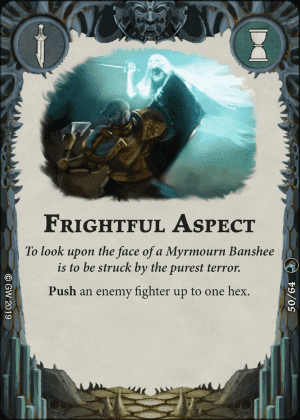 Frightful Aspect
To look upon the face of a Myrmourn Banshee
is to be struck by the purest terror.
Push an enemy fighter up to one hex.
© GW 2019
50/64